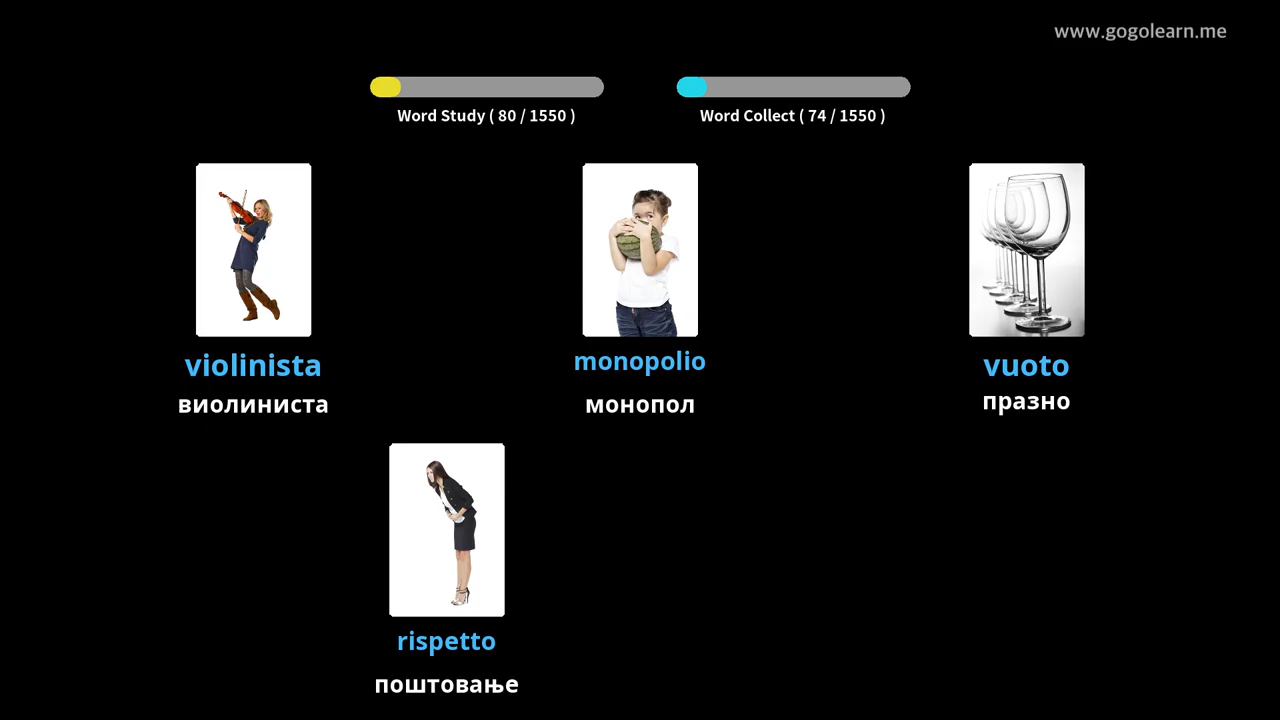 www.gogolearn.me
Word Study ( 80 / 1550 )
Word Collect ( 74 / 1550 )
violinista
виолиниста
monopolio
монопол
vuoto
празно
rispetto
поштовање